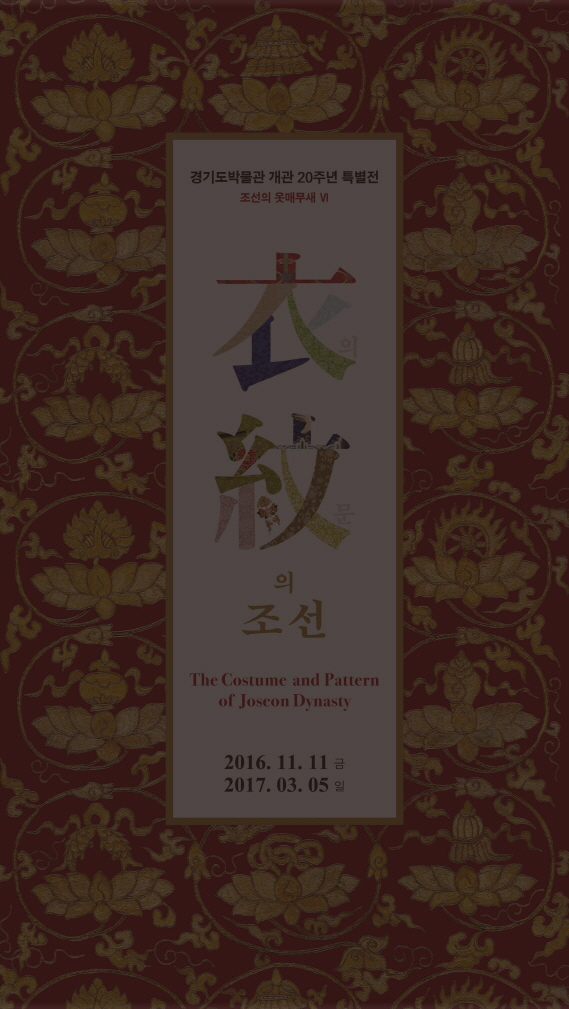 경기도박물관 개관 20주년 특별전
조선의 옷매무새 Ⅵ
衣의
紋문
의
조선
The Costume and Pattern
of Joseon Dynasty
2016. 11. 11 금
2017. 03. 05 일